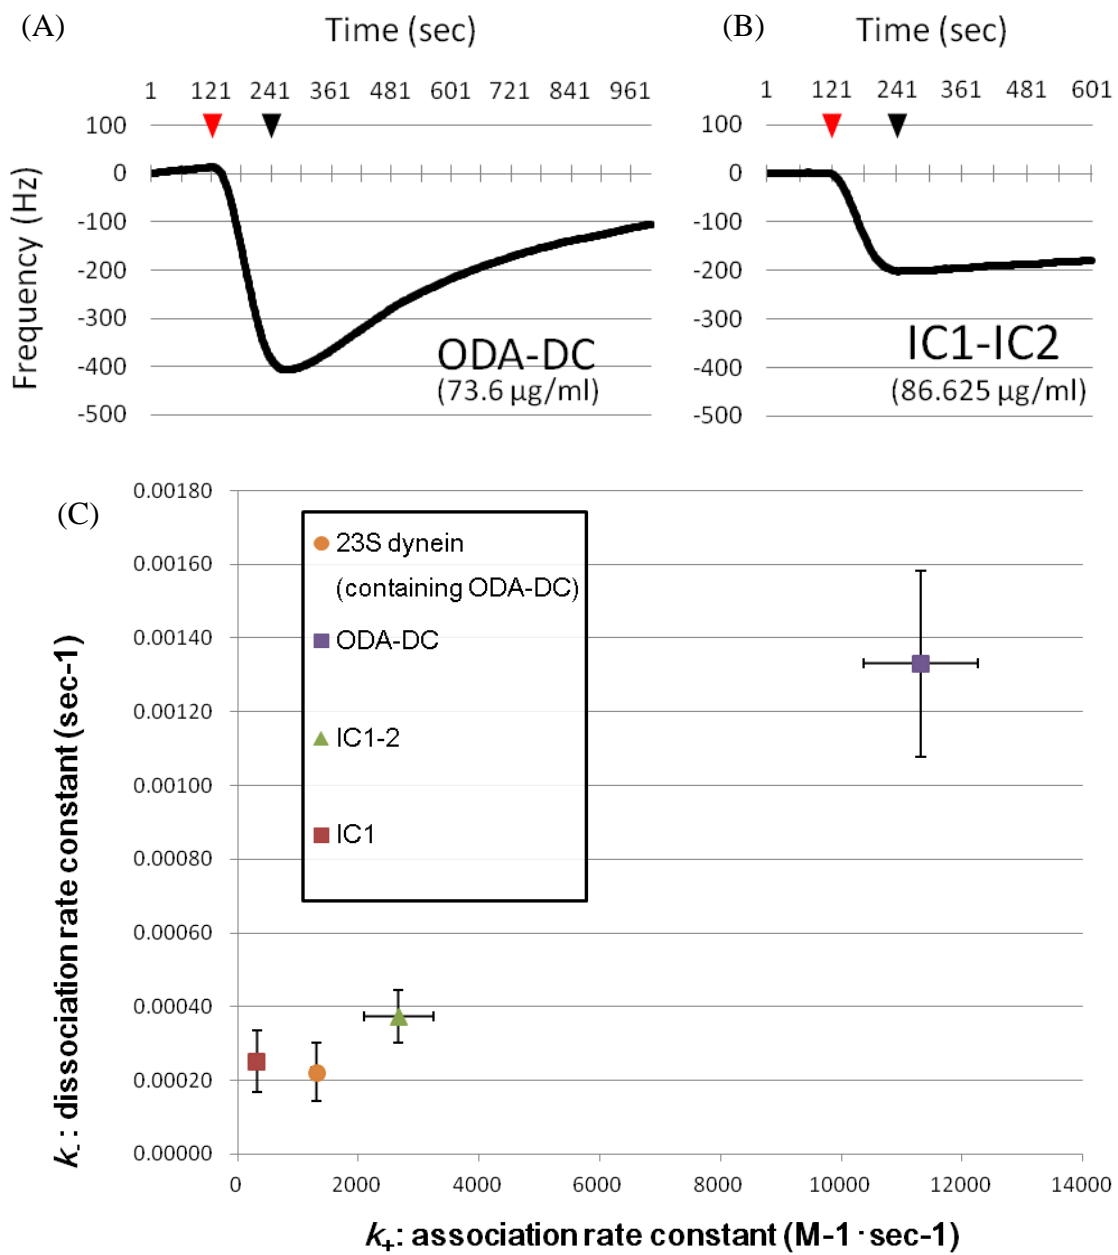 (A) Time (sec)
1 121 241 361 481 601 721 841 961
100
0
-100
-200
-300
-400
-500
Frequency (Hz)
ODA-DC
(73.6 µg/ml)
(B) Time (sec)
1 121 241 361 481 601
100
0
-100
-200
-300
-400
-500
IC1-IC2
(86.625 µg/ml)
(C)
0.00180
0.00160
0.00140
0.00120
0.00100
0.00080
0.00060
0.00040
0.00020
0.00000
k-: dissociation rate constant (sec-1)
23S dynein
(containing ODA-DC)
ODA-DC
IC1-2
IC1
0 2000 4000 6000 8000 10000 12000 14000
k+: association rate constant (M-1·sec-1)